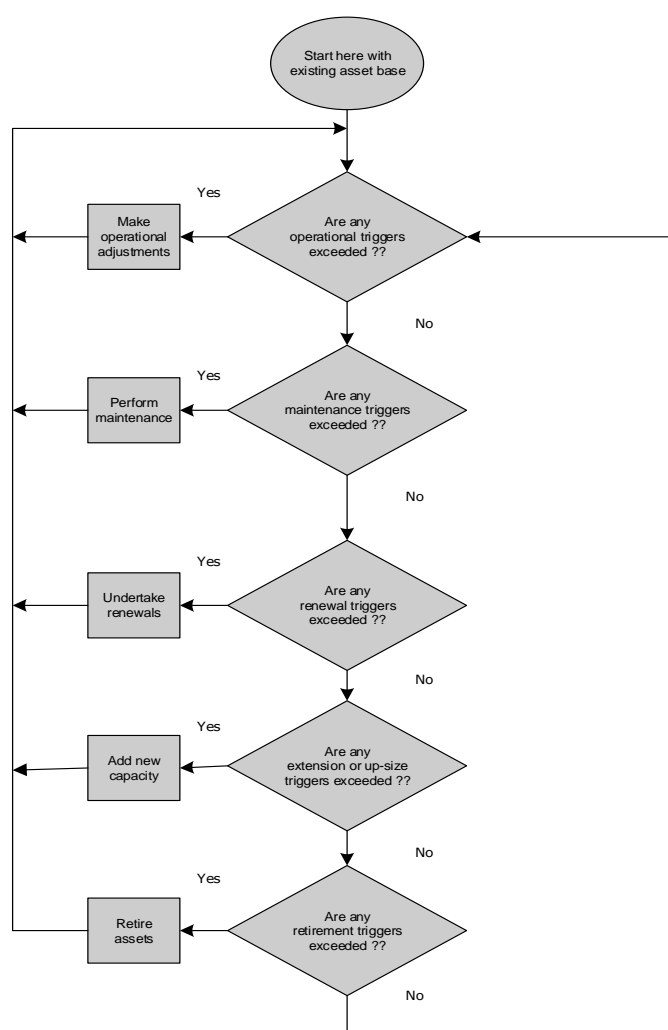 Start here with
existing asset base
Yes
Make
operational
adjustments
Are any
operational triggers
exceeded ??
No
Yes
Perform
maintenance
Are any
maintenance triggers
exceeded ??
No
Yes
Undertake
renewals
Are any
renewal triggers
exceeded ??
No
Yes
Add new
capacity
Are any
extension or up-size
triggers exceeded ??
No
Yes
Retire
assets
Are any
retirement triggers
exceeded ??
No